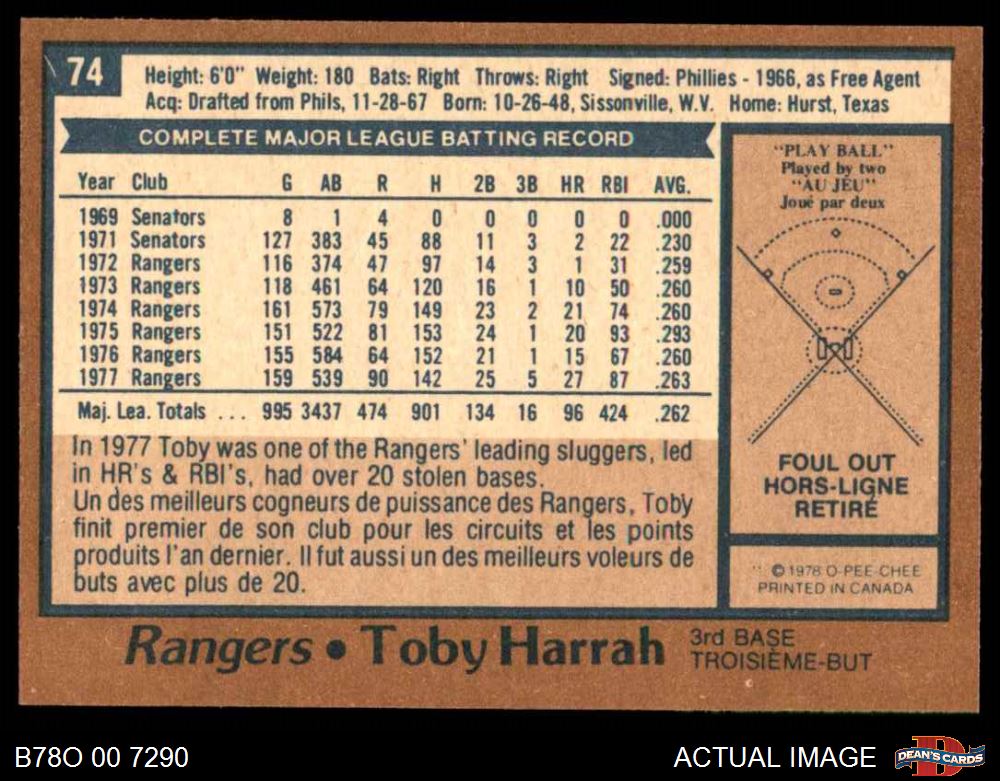 74
Height: 6'0" Weight: 180 Bats: Right Throws: Right Signed: Phillies - 1966, as Free Agent
Acq: Drafted from Phils, 11-28-67 Born: 10-26-48, Sissonville, W.V. Home: Hurst, Texas
COMPLETE MAJOR LEAGUE BATTING RECORD
Year Club G AB R H 2B 3B HR RBI AVG.
1969 Senators 8 1 4 0 0 0 0 0 .000
1971 Senators 127 383 45 88 11 3 2 22 .230
1972 Rangers 116 374 47 97 14 3 1 31 .259
1973 Rangers 118 461 64 120 16 1 10 50 .260
1974 Rangers 161 573 79 149 23 2 21 74 .260
1975 Rangers 151 522 81 153 24 1 20 93 .293
1976 Rangers 155 584 64 152 21 1 15 67 .260
1977 Rangers 159 539 90 142 25 5 27 87 .263
Maj. Lea. Totals ... 995 3437 474 901 134 16 96 424 .262
In 1977 Toby was one of the Rangers' leading sluggers, led
in HR's & RBI's, had over 20 stolen bases.
Un des meilleurs cogneurs de puissance des Rangers, Toby
finit premier de son club pour les circuits et les points
produits l'an dernier. Il fut aussi un des meilleurs voleurs de
buts avec plus de 20.
"PLAY BALL"
Played by two
"AU JEU"
Joué par deux
FOUL OUT
HORS-LIGNE
RETIRÉ
© 1978 O-PEE-CHEE
PRINTED IN CANADA
Rangers • Toby Harrah
3rd BASE
TROISIÈME-BUT
B78O 00 7290
ACTUAL IMAGE
D
DEAN'S CARDS